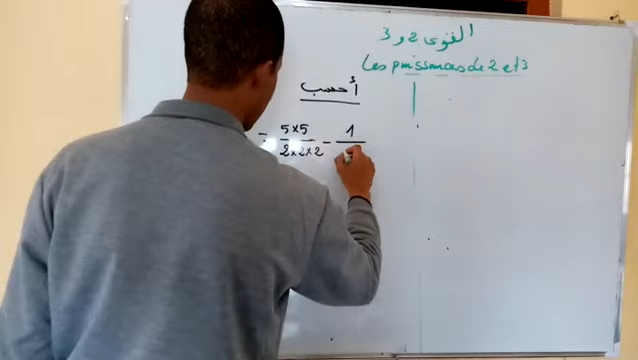 القوى 2 و 3
Les puissances de 2 et 3
أحسب
= 5×5 / 2×2×2 - 1 /